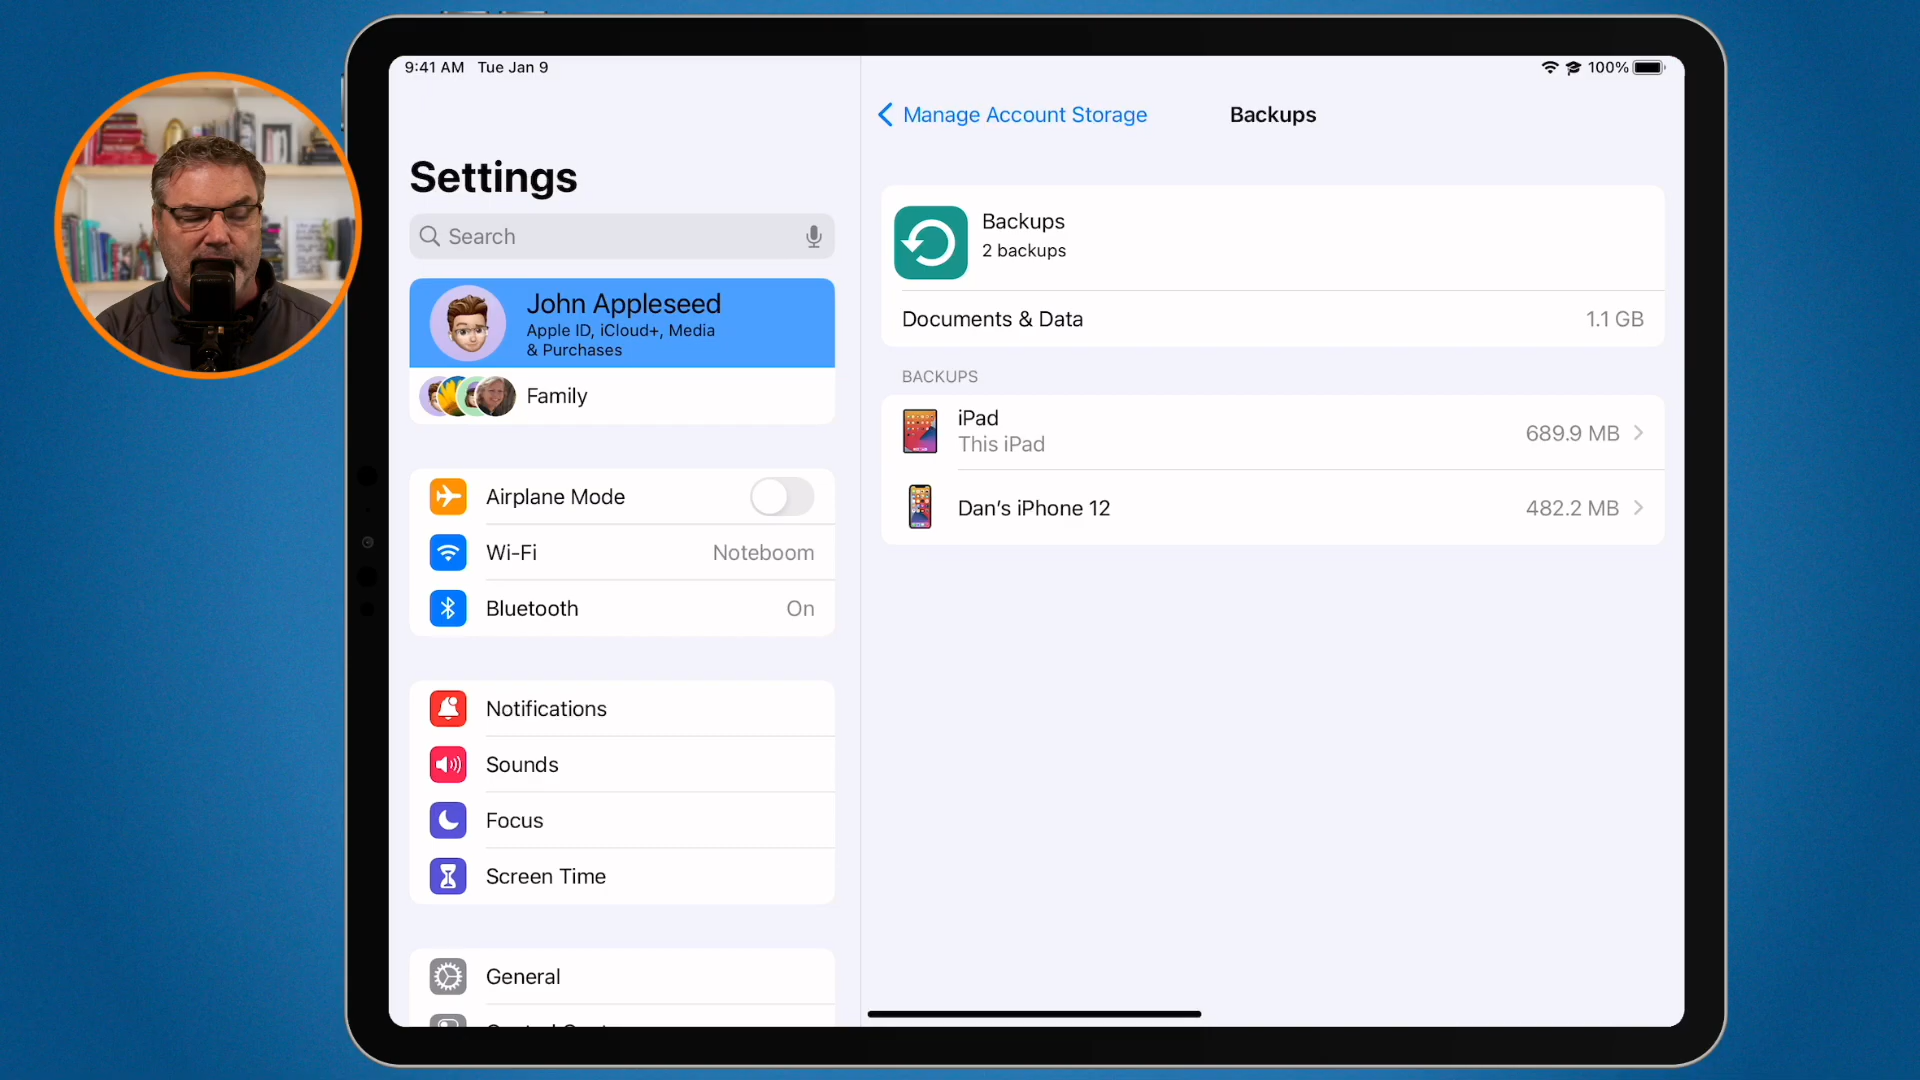 9:41 AM Tue Jan 9
100%
Settings
Search
John Appleseed
Apple ID, iCloud+, Media
& Purchases
Family
Airplane Mode
Wi-Fi Noteboom
Bluetooth On
Notifications
Sounds
Focus
Screen Time
General
Manage Account Storage
Backups
Backups
2 backups
Documents & Data 1.1 GB
BACKUPS
iPad
This iPad
689.9 MB
Dan's iPhone 12 482.2 MB